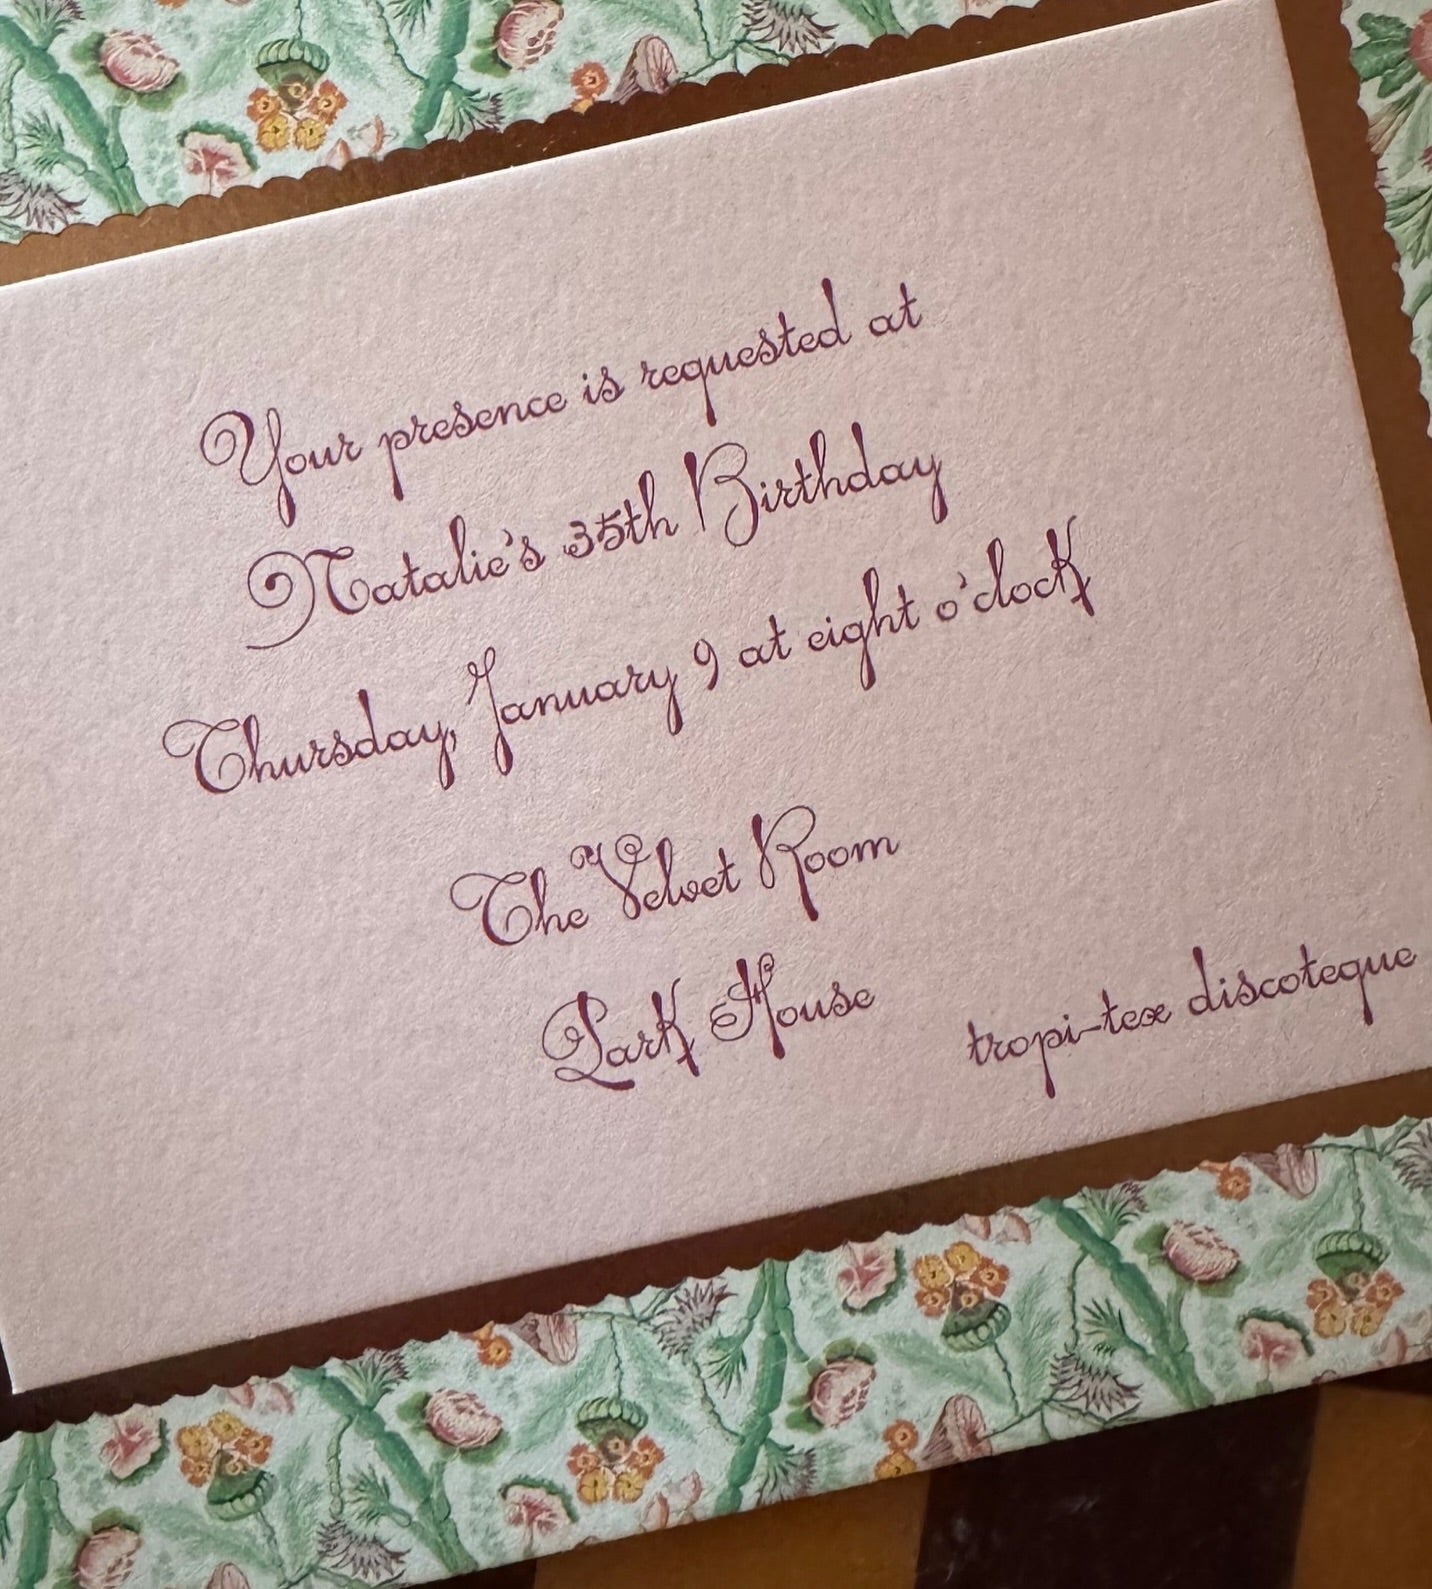 Your presence is requested at
Natalie's 35th Birthday
Thursday, January 9 at eight o'clock
The Velvet Room
Park House
tropi-tex discoteque